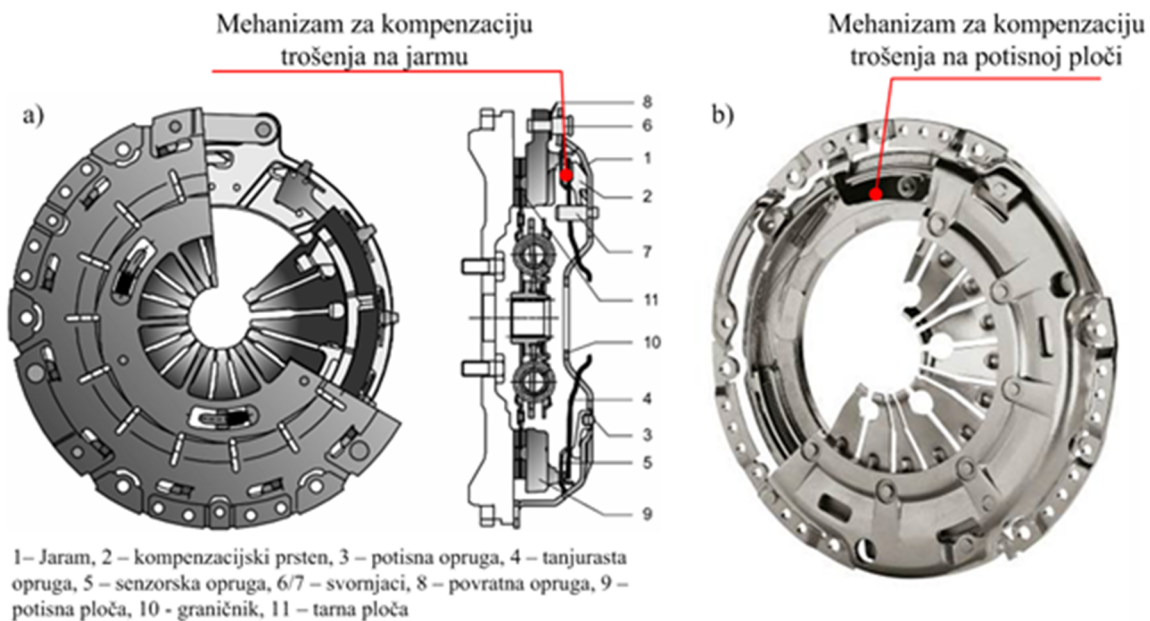 Mehanizam za kompenzaciju
trošenja na jarmu
Mehanizam za kompenzaciju
trošenja na potisnoj ploči
a)
b)
8
6
1
2
7
11
10
4
3
5
9
1– Jaram, 2 – kompenzacijski prsten, 3 – potisna opruga, 4 – tanjurasta
opruga, 5 – senzorska opruga, 6/7 – svornjaci, 8 – povratna opruga, 9 –
potisna ploča, 10 - graničnik, 11 – tarna ploča